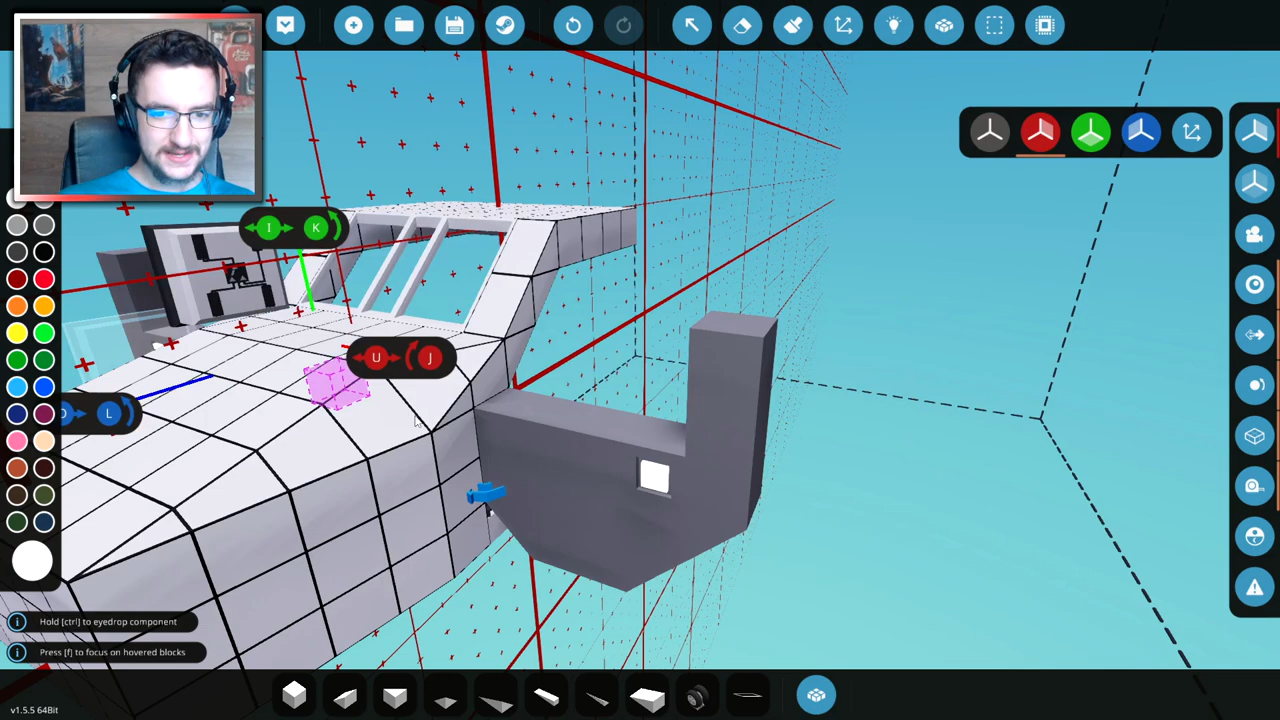 I K
U J
L
Hold [ctrl] to eyedrop component
Press [f] to focus on hovered blocks
v1.5.5 64Bit